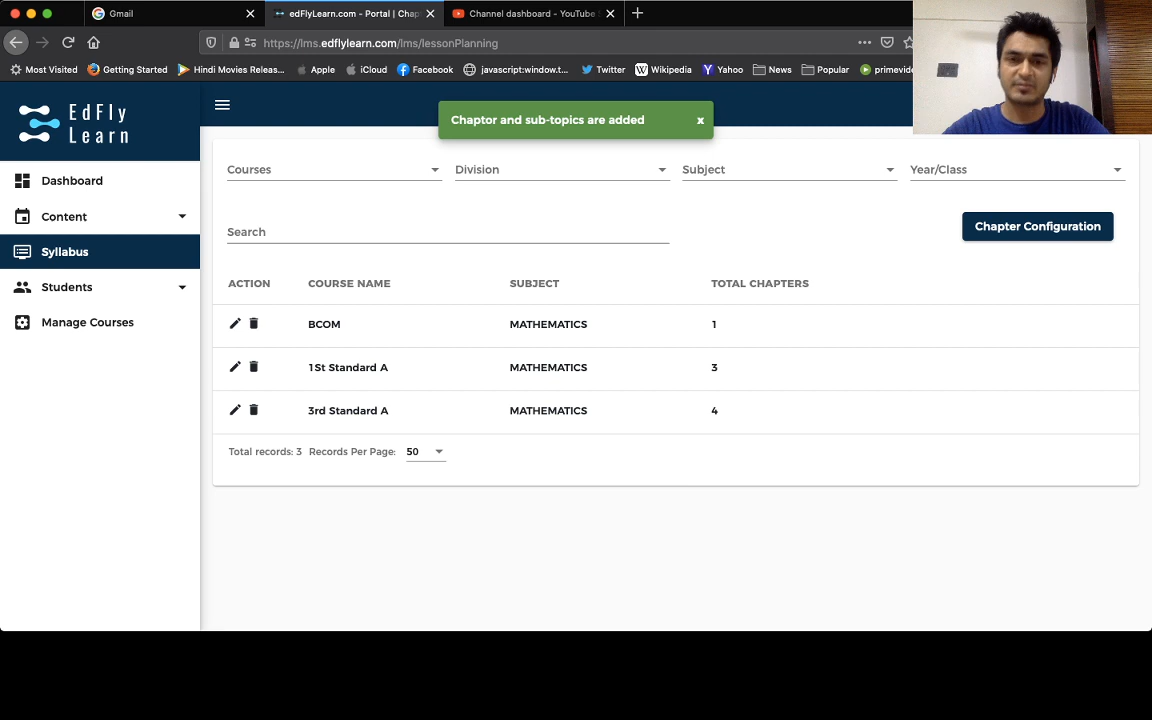 Gmail
edFlyLearn.com - Portal | Chap
Channel dashboard - YouTube
https://lms.edflylearn.com/lms/lessonPlanning
Most Visited Getting Started Hindi Movies Releas... Apple iCloud Facebook javascript:window.t... Twitter Wikipedia Yahoo News Popular primevide
EdFly
Learn
Chaptor and sub-topics are added x
Courses Division Subject Year/Class
Dashboard
Content
Syllabus
Students
Manage Courses
Search
Chapter Configuration
ACTION COURSE NAME SUBJECT TOTAL CHAPTERS
BCOM MATHEMATICS 1
1St Standard A MATHEMATICS 3
3rd Standard A MATHEMATICS 4
Total records: 3 Records Per Page: 50